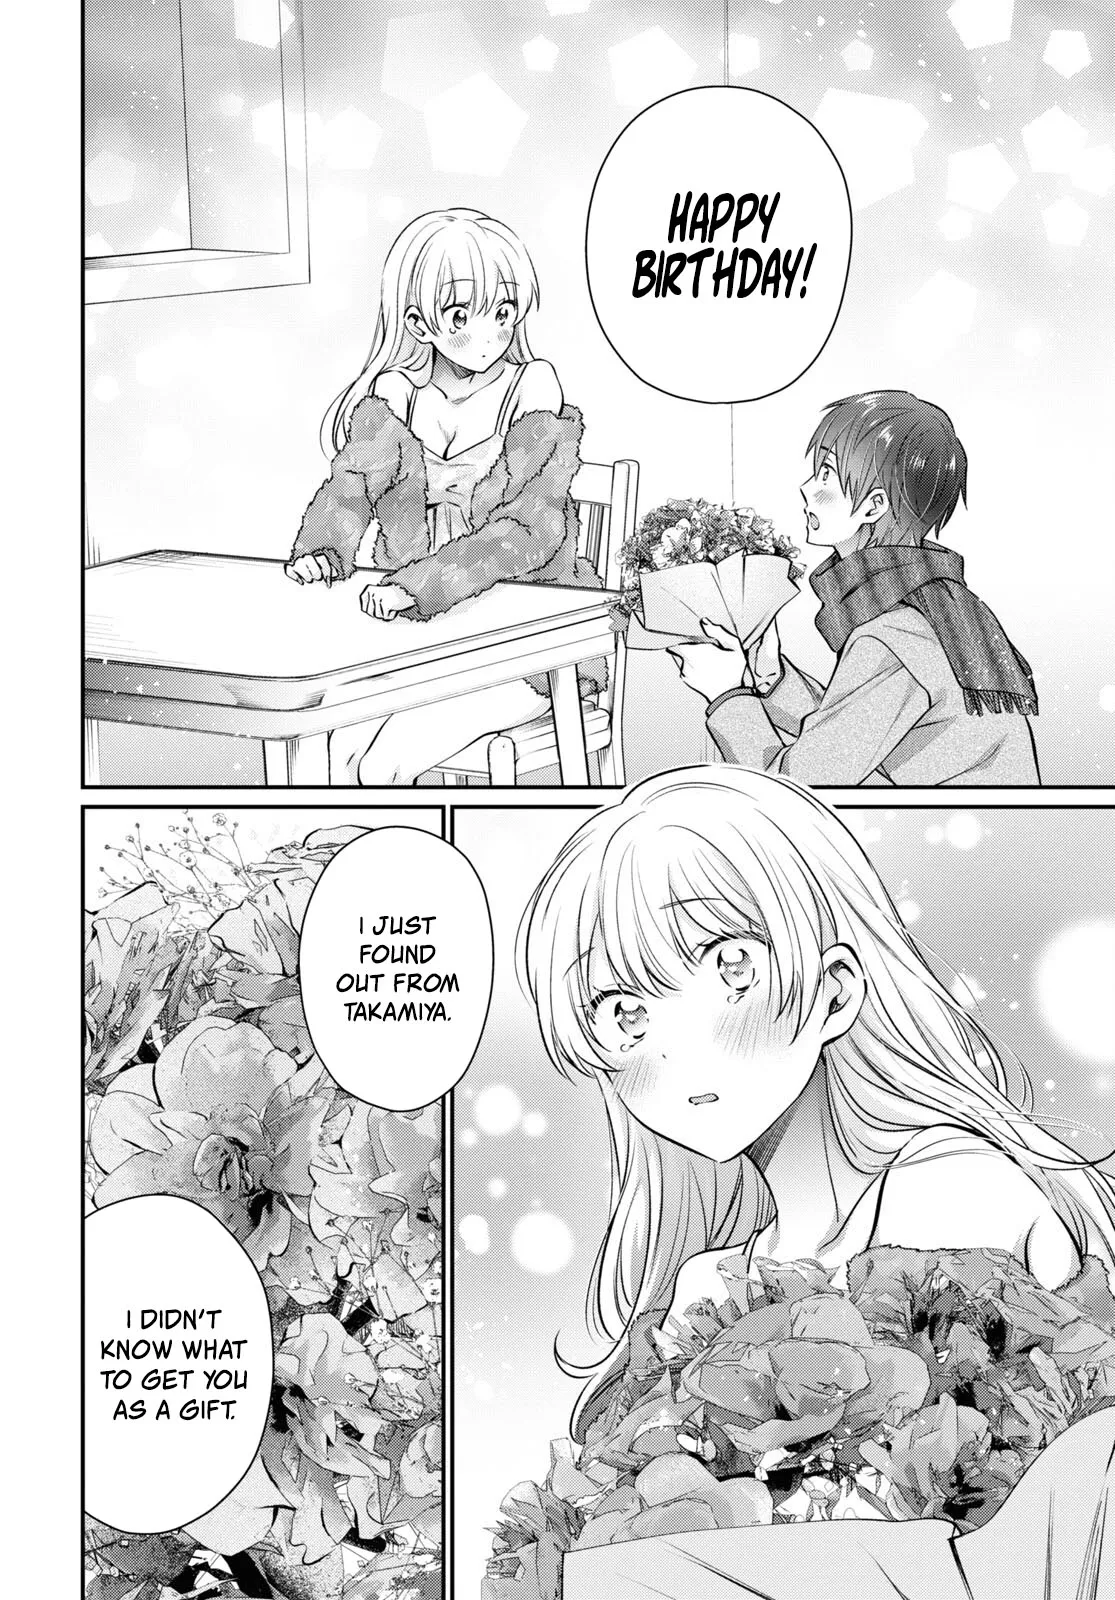 HAPPY
BIRTHDAY!
I JUST
FOUND
OUT FROM
TAKAMIYA.
I DIDN'T
KNOW WHAT
TO GET YOU
AS A GIFT.